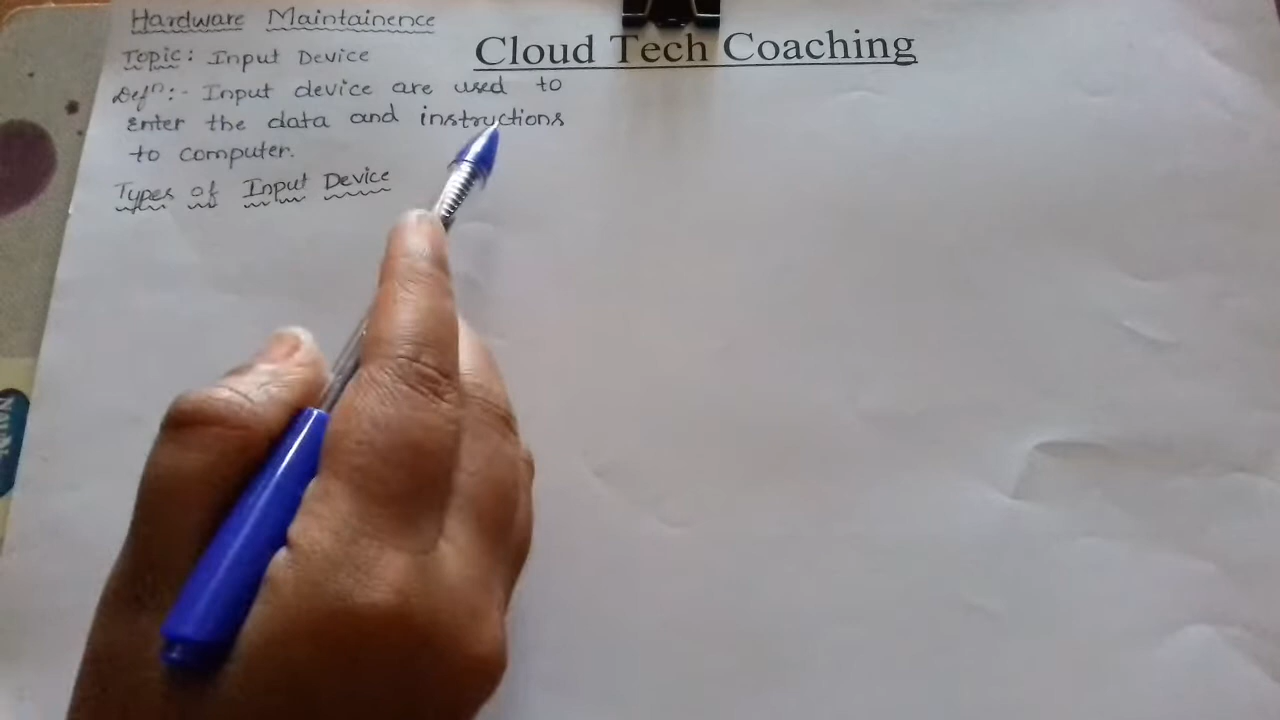 Hardware Maintainence
Cloud Tech Coaching
Topic: Input Device
Defⁿ:- Input device are used to
Enter the data and instructions
to computer.
Types of Input Device